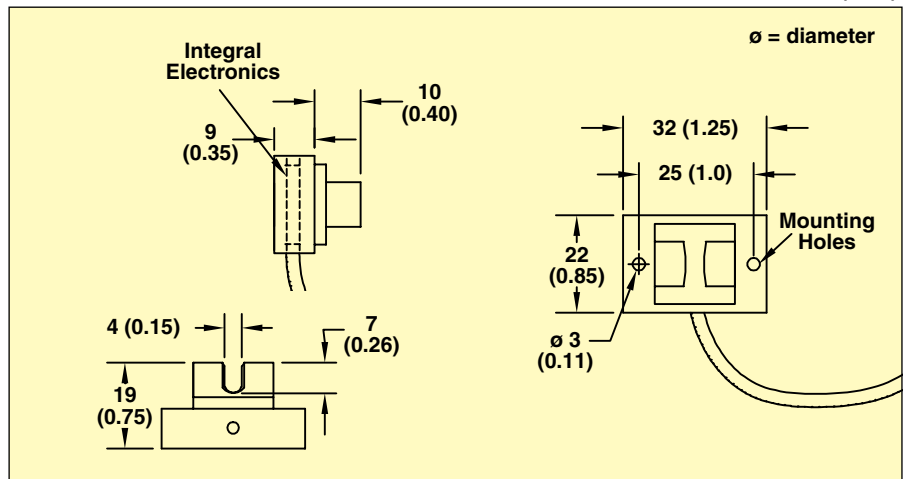 ø = diameter
Integral
Electronics
10
(0.40)
9
(0.35)
32 (1.25)
25 (1.0)
Mounting
Holes
22
(0.85)
ø 3
(0.11)
4 (0.15)
7
(0.26)
19
(0.75)